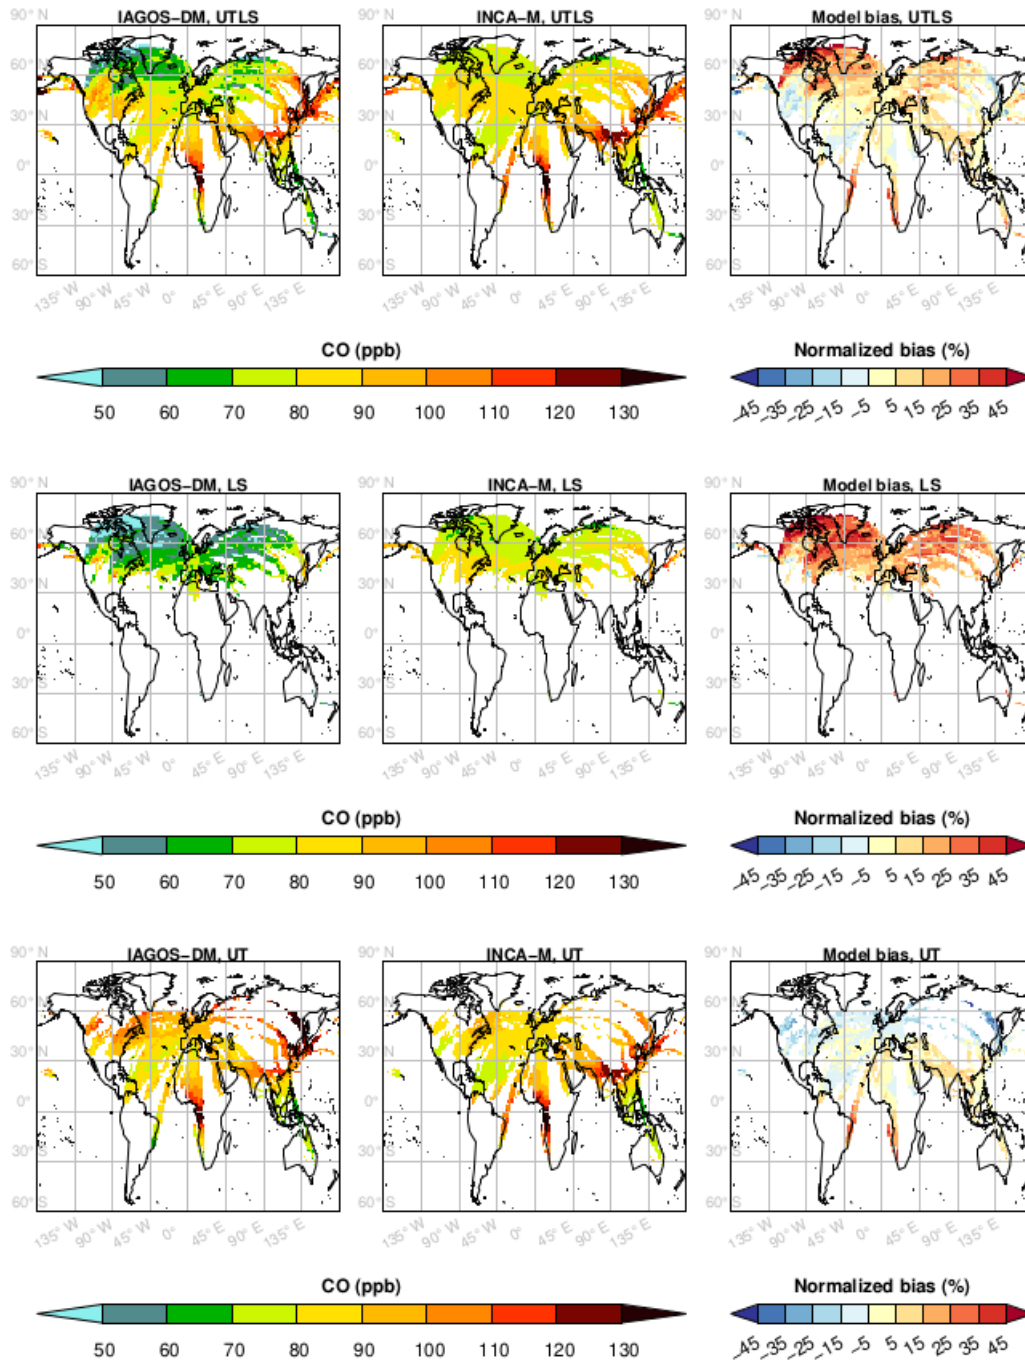 IAGOS−DM, UTLS
INCA−M, UTLS
Model bias, UTLS
90° N
60° N
30° N
0°
30° S
60° S
135° W 90° W 45° W 0° 45° E 90° E 135° E
135° W 90° W 45° W 0° 45° E 90° E 135° E
135° W 90° W 45° W 0° 45° E 90° E 135° E
90° N
60° N
30° N
0°
30° S
60° S
90° N
60° N
30° N
0°
30° S
60° S
CO (ppb)
50 60 70 80 90 100 110 120 130
Normalized bias (%)
−45 −35 −25 −15 −5 5 15 25 35 45
IAGOS−DM, LS
INCA−M, LS
Model bias, LS
90° N
60° N
30° N
0°
30° S
60° S
135° W 90° W 45° W 0° 45° E 90° E 135° E
135° W 90° W 45° W 0° 45° E 90° E 135° E
135° W 90° W 45° W 0° 45° E 90° E 135° E
90° N
60° N
30° N
0°
30° S
60° S
90° N
60° N
30° N
0°
30° S
60° S
CO (ppb)
50 60 70 80 90 100 110 120 130
Normalized bias (%)
−45 −35 −25 −15 −5 5 15 25 35 45
IAGOS−DM, UT
INCA−M, UT
Model bias, UT
90° N
60° N
30° N
0°
30° S
60° S
135° W 90° W 45° W 0° 45° E 90° E 135° E
135° W 90° W 45° W 0° 45° E 90° E 135° E
135° W 90° W 45° W 0° 45° E 90° E 135° E
90° N
60° N
30° N
0°
30° S
60° S
90° N
60° N
30° N
0°
30° S
60° S
CO (ppb)
50 60 70 80 90 100 110 120 130
Normalized bias (%)
−45 −35 −25 −15 −5 5 15 25 35 45